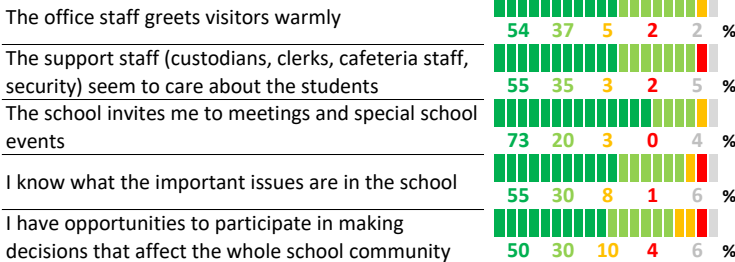 The office staff greets visitors warmly
54 37 5 2 2 %
The support staff (custodians, clerks, cafeteria staff,
security) seem to care about the students
55 35 3 2 5 %
The school invites me to meetings and special school
events
73 20 3 0 4 %
I know what the important issues are in the school
55 30 8 1 6 %
I have opportunities to participate in making
decisions that affect the whole school community
50 30 10 4 6 %